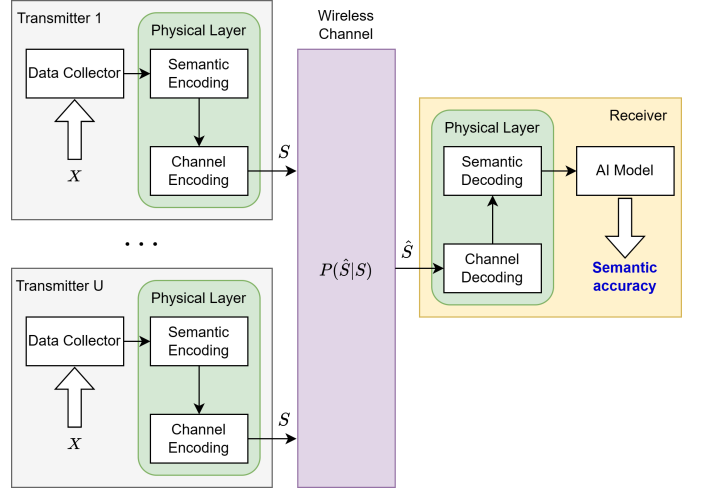 Transmitter 1
Physical Layer
Data Collector
Semantic
Encoding
Channel
Encoding
X
S
. . .
Transmitter U
Physical Layer
Data Collector
Semantic
Encoding
Channel
Encoding
X
S
Wireless
Channel
P(Ŝ|S)
Ŝ
Receiver
Physical Layer
Semantic
Decoding
Channel
Decoding
AI Model
Semantic
accuracy